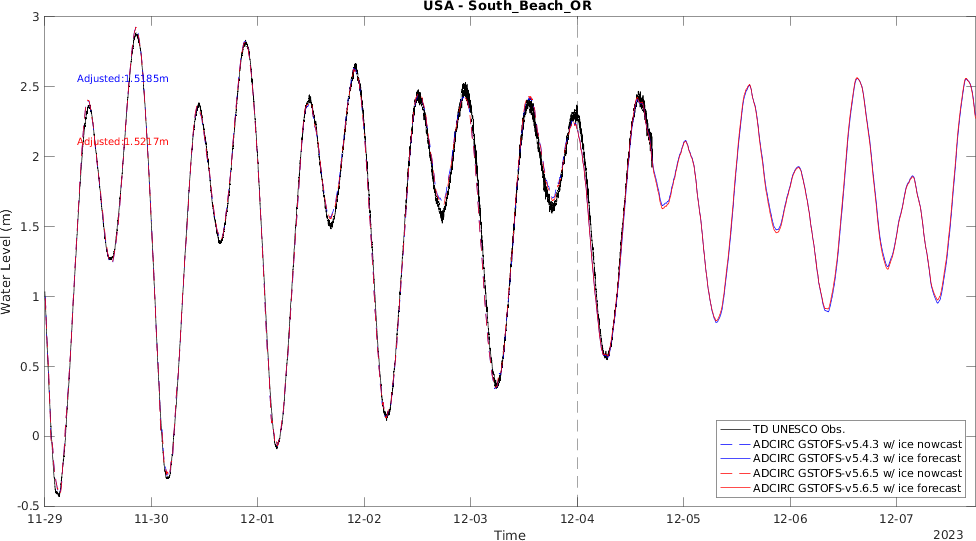 USA - South_Beach_OR
3
2.5
2
1.5
1
0.5
0
-0.5
Water Level (m)
Adjusted:1.5185m
Adjusted:1.5217m
TD UNESCO Obs.
ADCIRC GSTOFS-v5.4.3 w/ ice nowcast
ADCIRC GSTOFS-v5.4.3 w/ ice forecast
ADCIRC GSTOFS-v5.6.5 w/ ice nowcast
ADCIRC GSTOFS-v5.6.5 w/ ice forecast
11-29 11-30 12-01 12-02 12-03 12-04 12-05 12-06 12-07
Time
2023